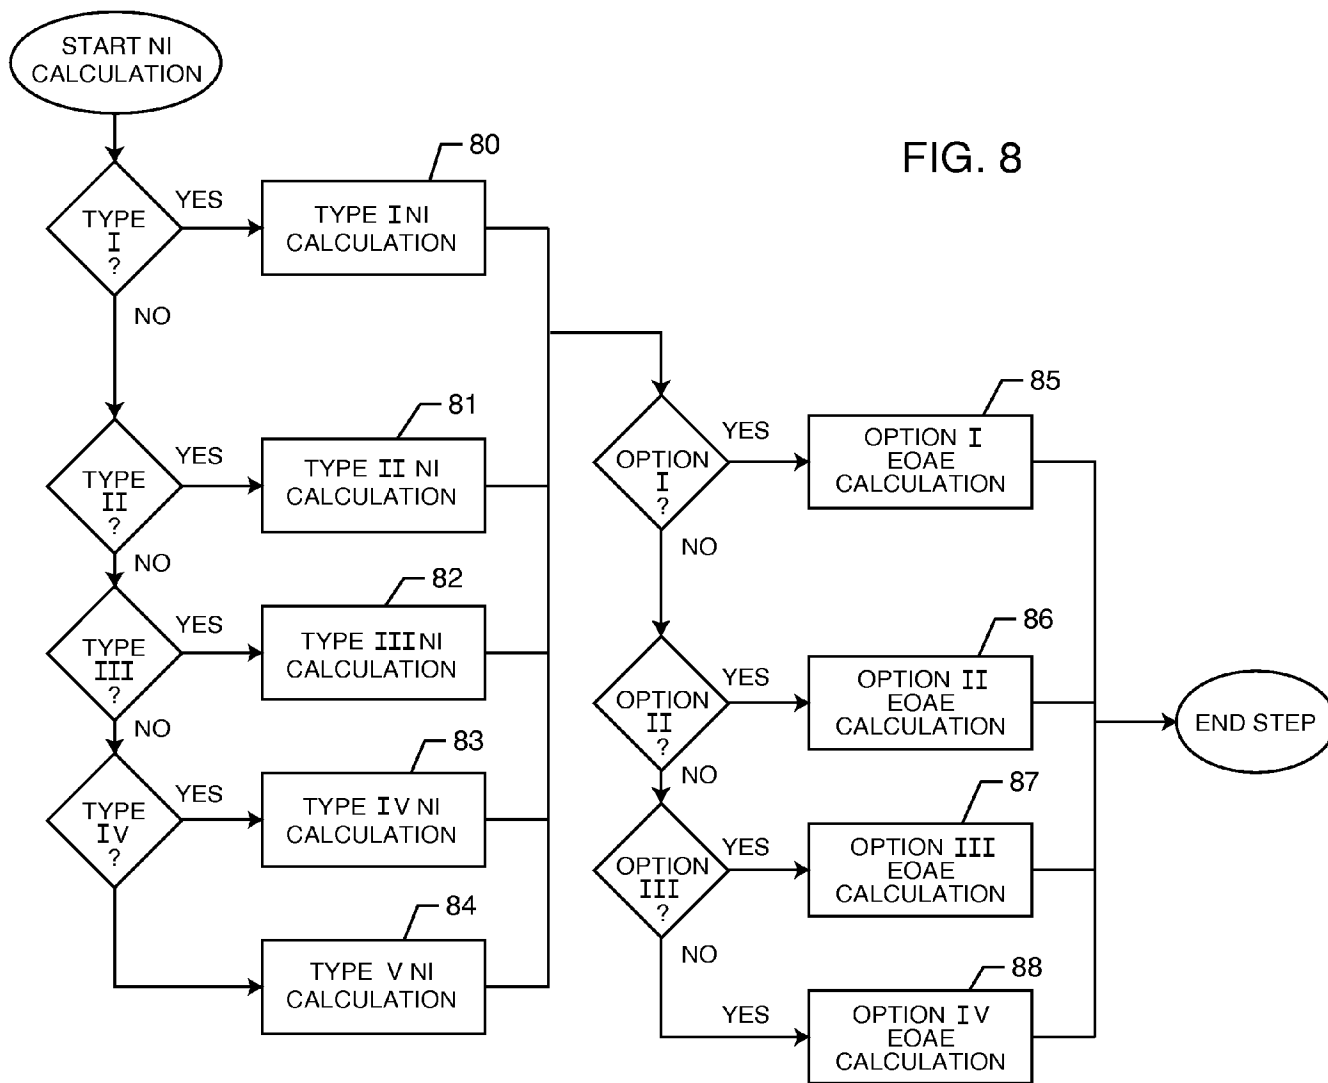 START NI
CALCULATION
FIG. 8
80
TYPE
I
?
YES
TYPE I NI
CALCULATION
NO
81
TYPE
II
?
YES
TYPE II NI
CALCULATION
NO
82
TYPE
III
?
YES
TYPE III NI
CALCULATION
NO
83
TYPE
IV
?
YES
TYPE IV NI
CALCULATION
84
TYPE V NI
CALCULATION
85
OPTION
I
?
YES
OPTION I
EOAE
CALCULATION
NO
86
OPTION
II
?
YES
OPTION II
EOAE
CALCULATION
NO
87
OPTION
III
?
YES
OPTION III
EOAE
CALCULATION
NO
88
YES
OPTION IV
EOAE
CALCULATION
END STEP